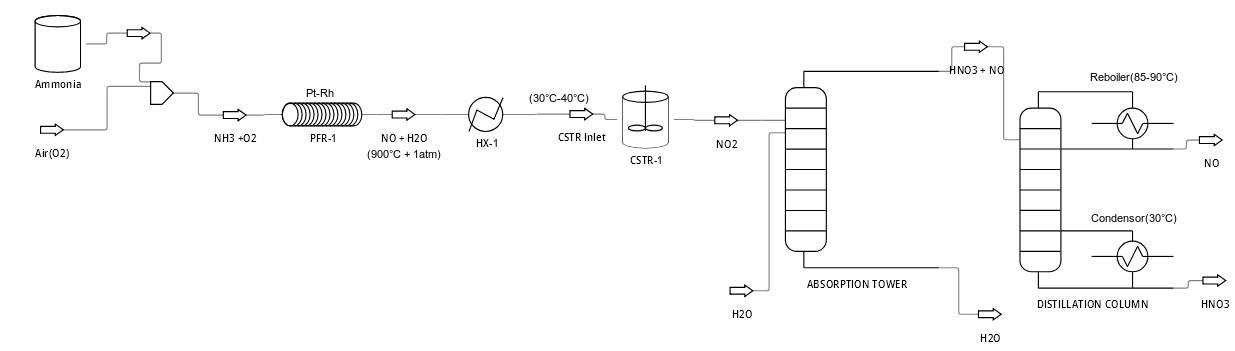 Ammonia
Air(O2)
NH3 +O2
Pt-Rh
PFR-1
NO + H2O
(900°C + 1atm)
HX-1
(30°C-40°C)
CSTR Inlet
CSTR-1
NO2
H2O
ABSORPTION TOWER
H2O
HNO3 + NO
Reboiler(85-90°C)
NO
Condensor(30°C)
DISTILLATION COLUMN
HNO3